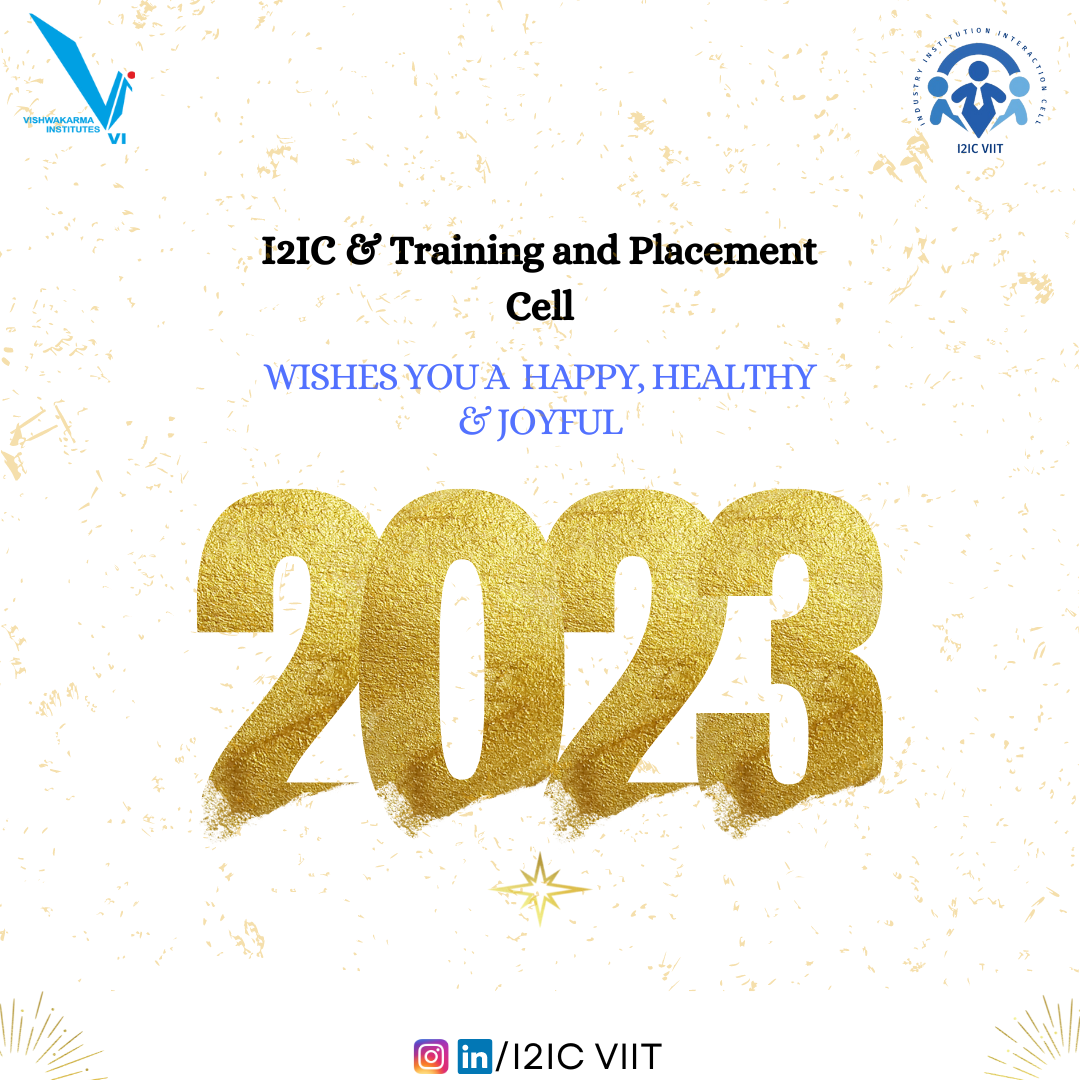 VISHWAKARMA
INSTITUTES
VI
INDUSTRY INSTITUTION INTERACTION CELL
I2IC VIIT
I2IC & Training and Placement
Cell
WISHES YOU A HAPPY, HEALTHY
& JOYFUL
2023
in/I2IC VIIT